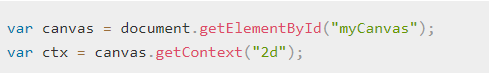 var canvas = document.getElementById("myCanvas");
var ctx = canvas.getContext("2d");